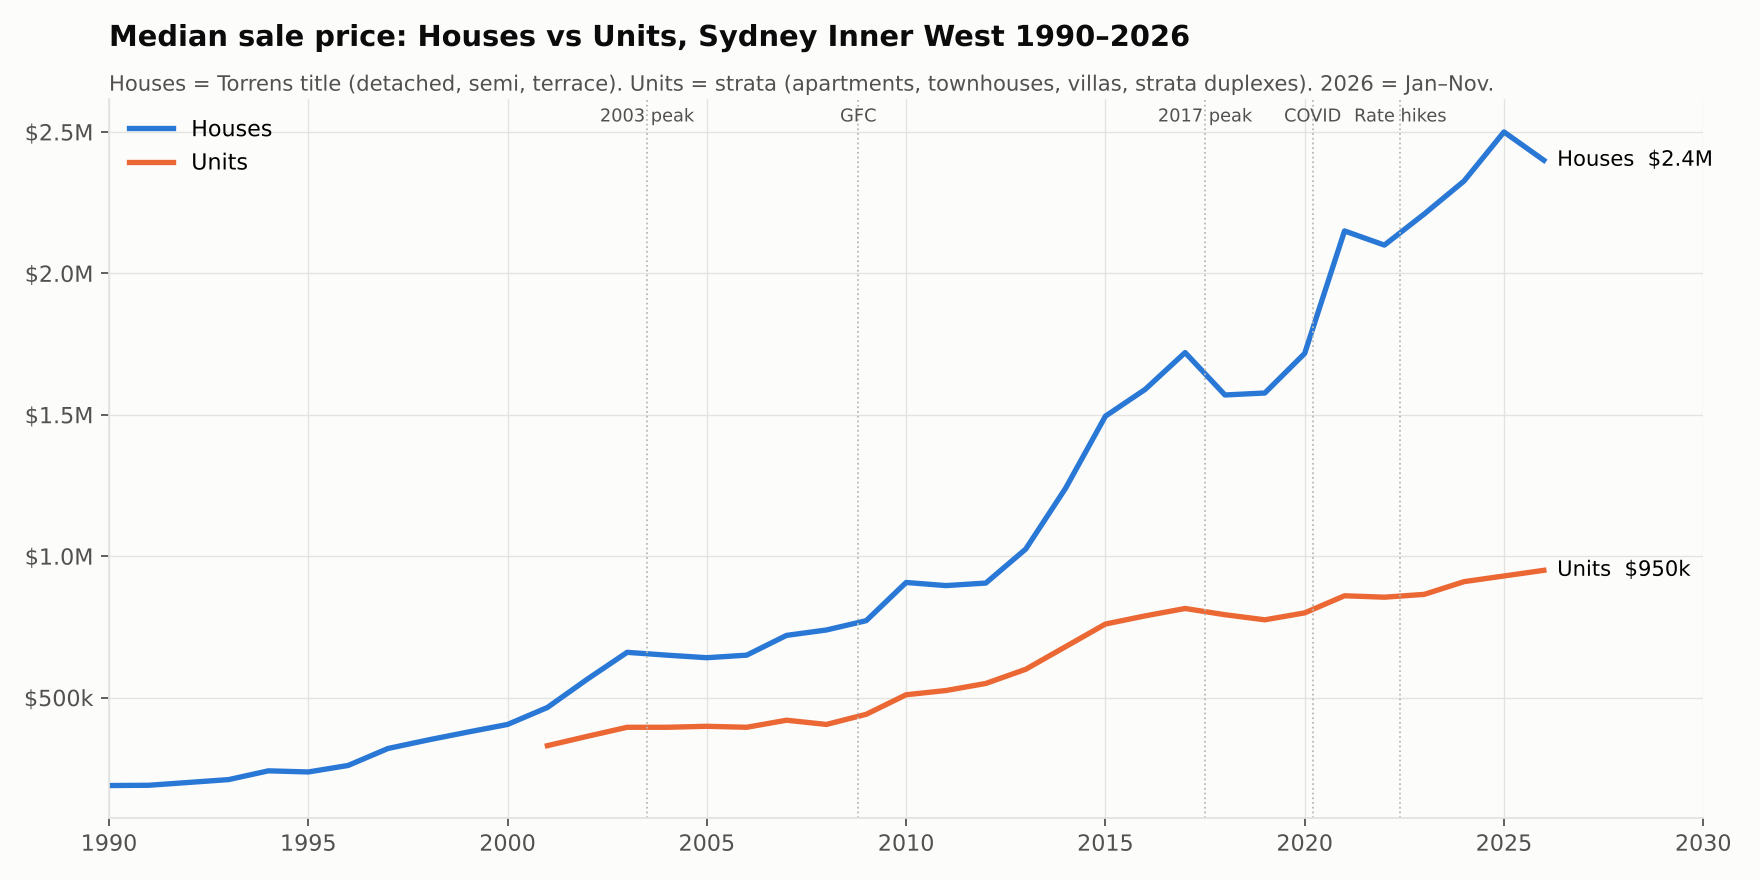 Median sale price: Houses vs Units, Sydney Inner West 1990–2026
Houses = Torrens title (detached, semi, terrace). Units = strata (apartments, townhouses, villas, strata duplexes). 2026 = Jan–Nov.
2003 peak
GFC
2017 peak
COVID
Rate hikes
Houses
Units
$2.5M
$2.0M
$1.5M
$1.0M
$500k
Houses $2.4M
Units $950k
1990
1995
2000
2005
2010
2015
2020
2025
2030